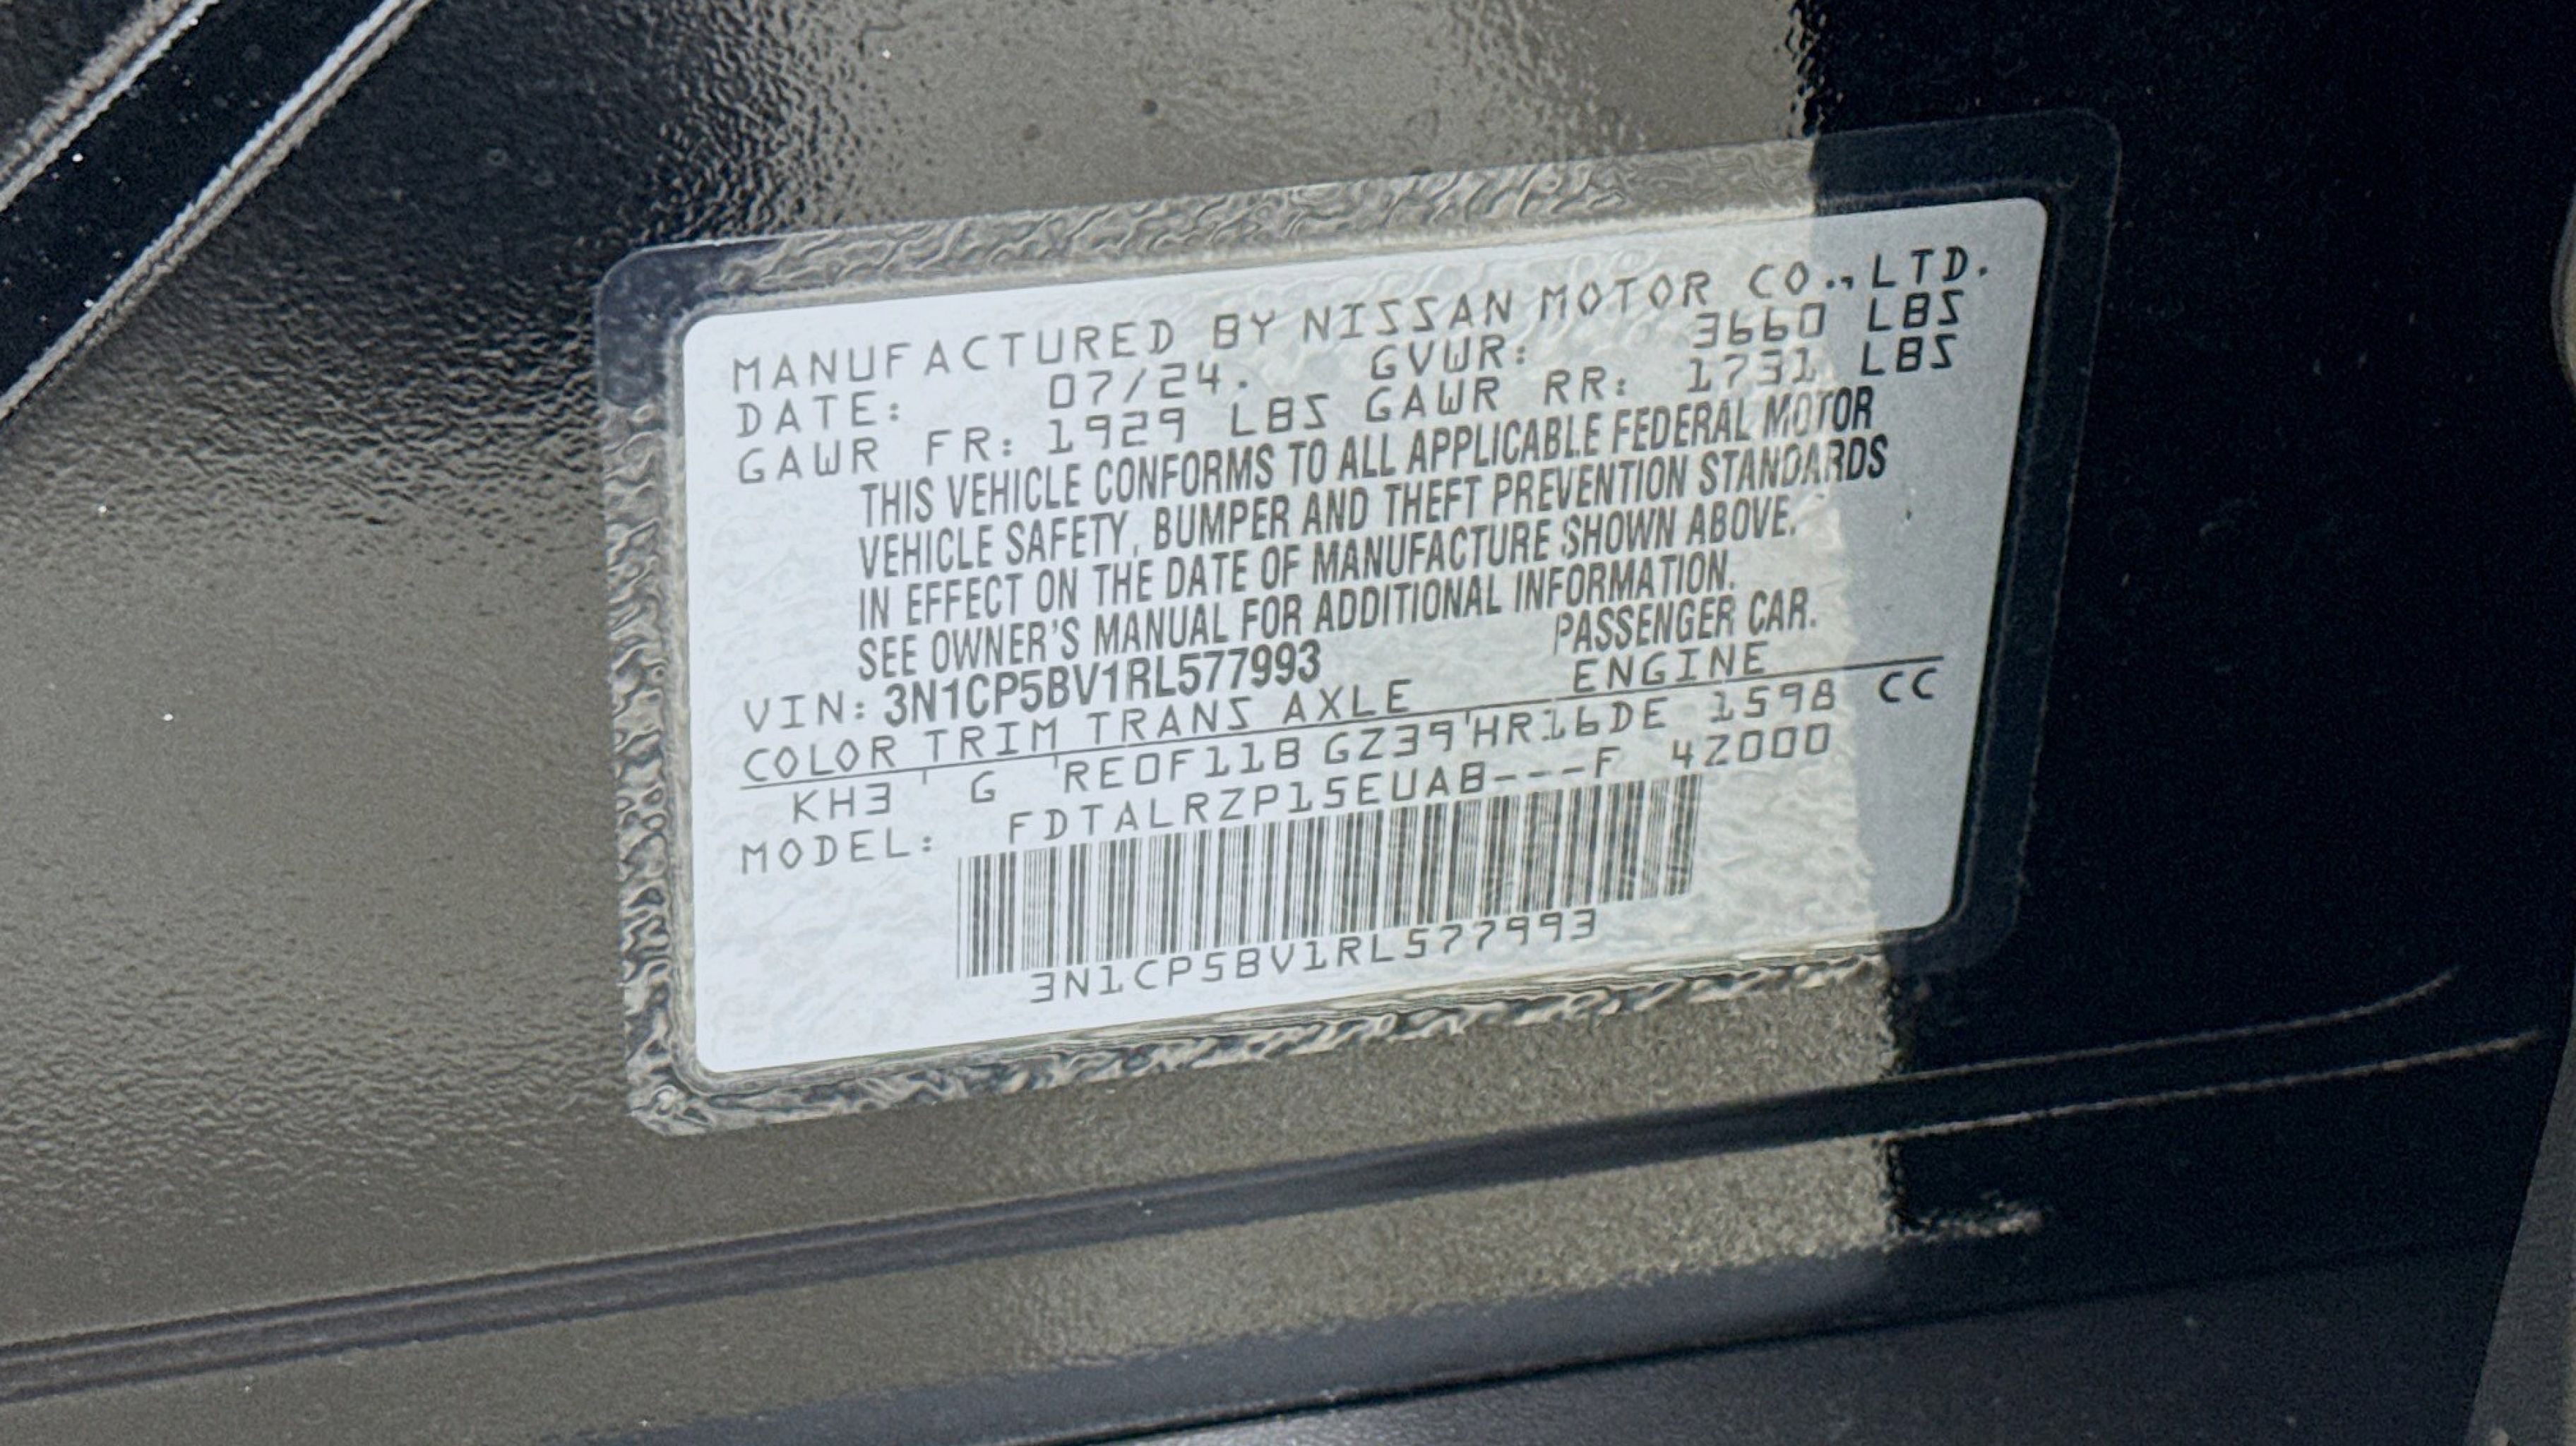 MANUFACTURED BY NISSAN MOTOR CO.,LTD.
DATE: 07/24. GVWR: 3660 LBS
GAWR FR: 1929 LBS GAWR RR: 1731 LBS
THIS VEHICLE CONFORMS TO ALL APPLICABLE FEDERAL MOTOR
VEHICLE SAFETY, BUMPER AND THEFT PREVENTION STANDARDS
IN EFFECT ON THE DATE OF MANUFACTURE SHOWN ABOVE.
SEE OWNER'S MANUAL FOR ADDITIONAL INFORMATION.
VIN: 3N1CP5BV1RL577993 PASSENGER CAR.
COLOR TRIM TRANS AXLE ENGINE
KH3 ' G 'RE0F11B GZ39'HR16DE 1598 CC
MODEL: FDTALRZP15EUAB---F 4Z000
3N1CP5BV1RL577993